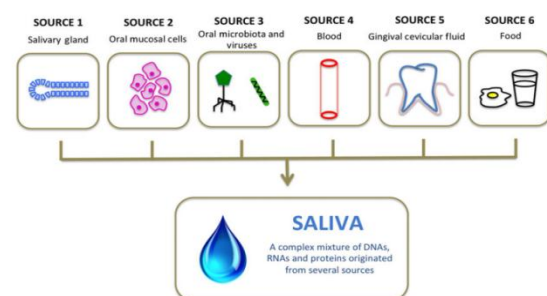 SOURCE 1
Salivary gland
SOURCE 2
Oral mucosal cells
SOURCE 3
Oral microbiota and
viruses
SOURCE 4
Blood
SOURCE 5
Gingival cevicular fluid
SOURCE 6
Food
SALIVA
A complex mixture of DNAs,
RNAs and proteins originated
from several sources